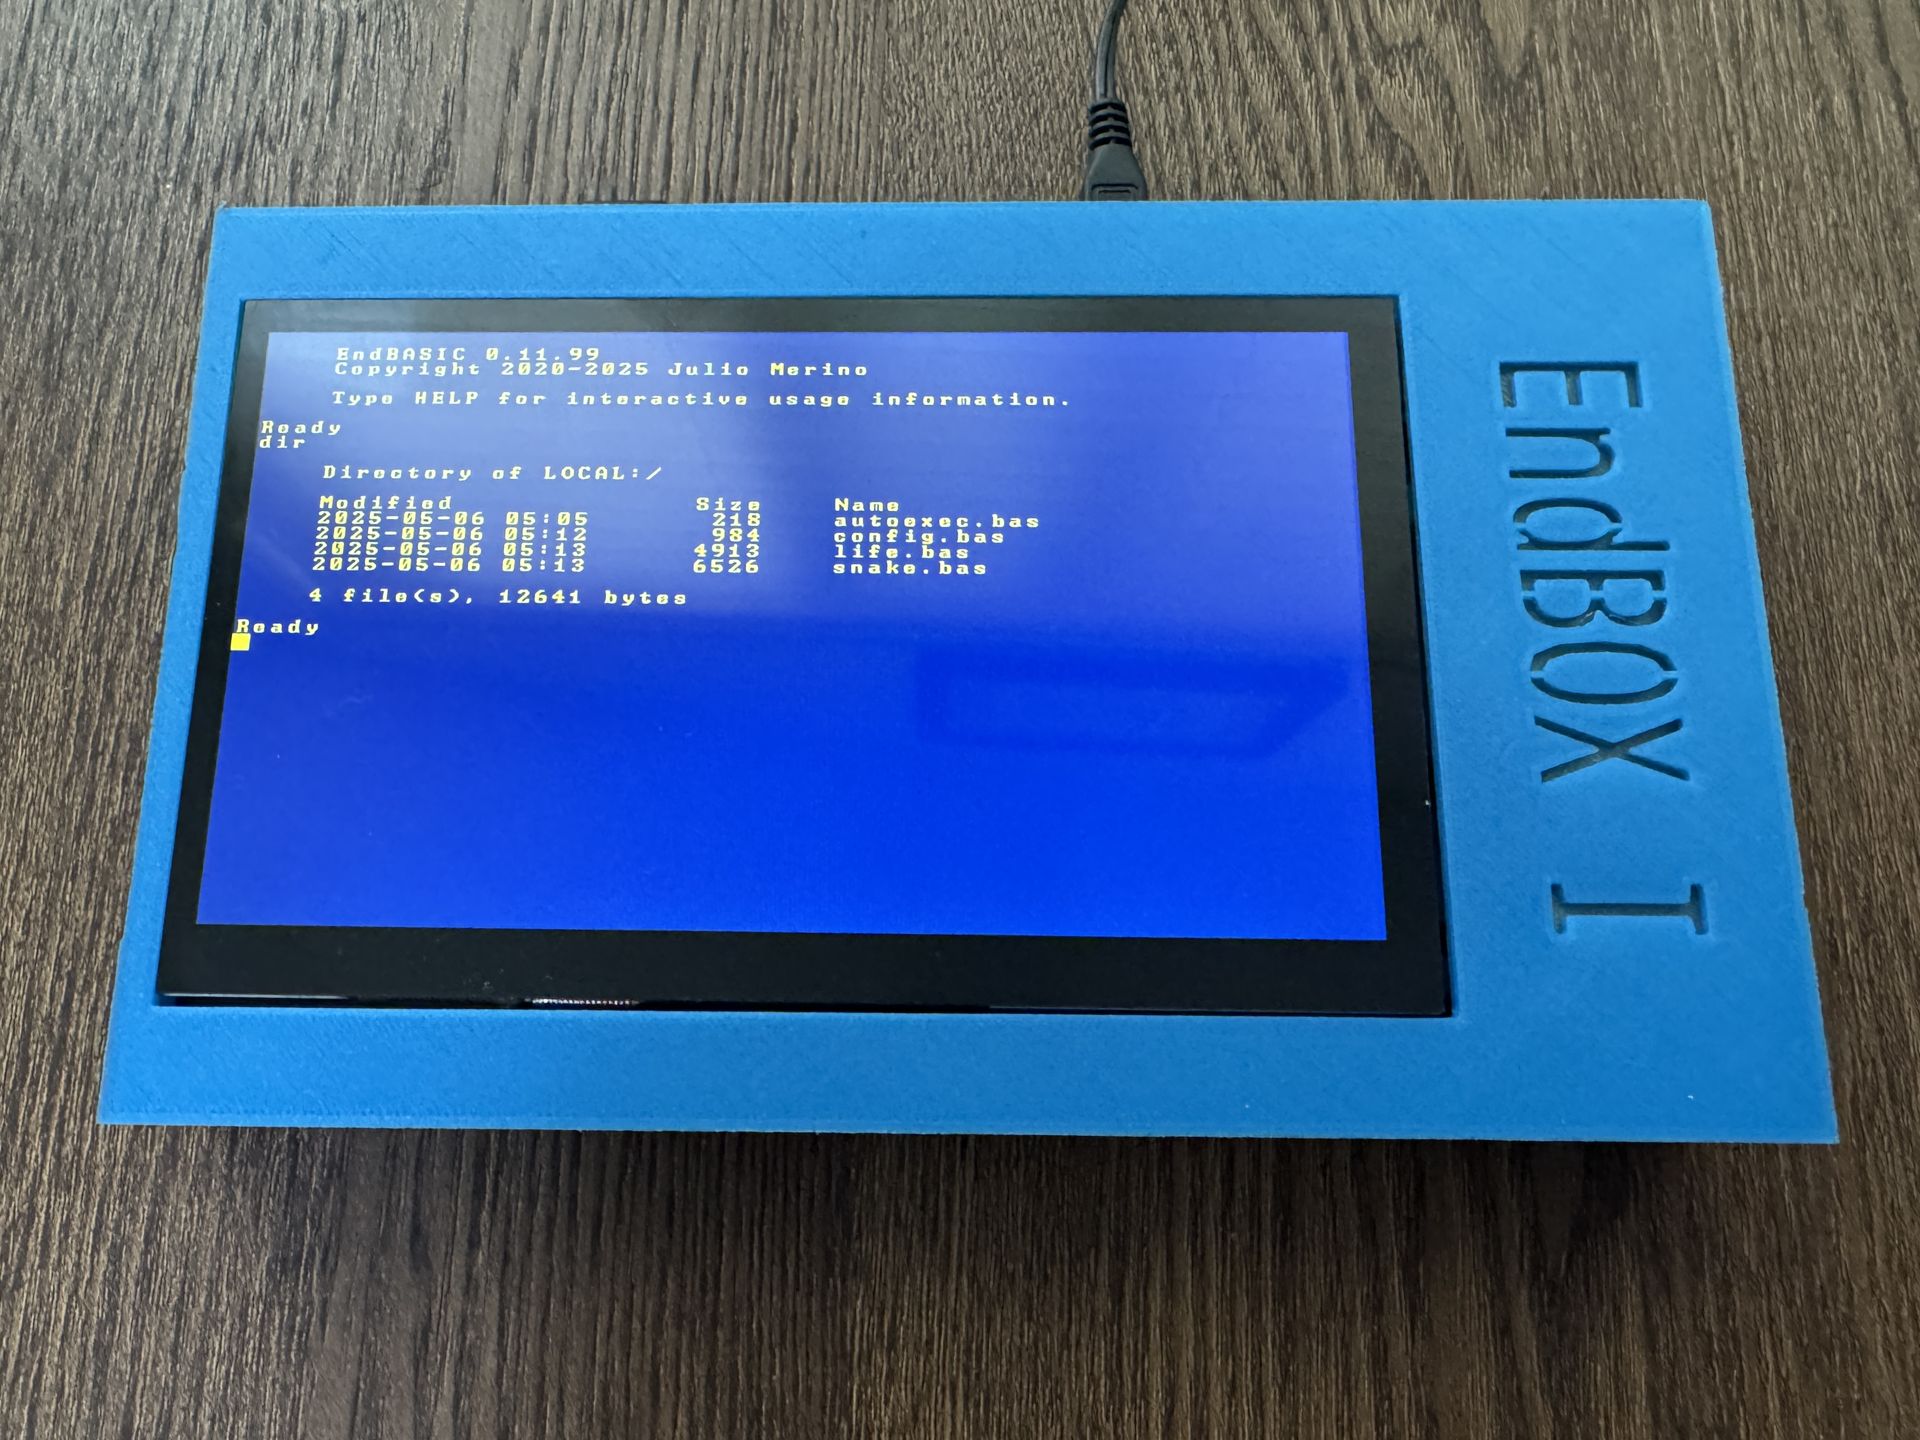 EndBASIC 0.11.99
Copyright 2020-2025 Julio Merino
Type HELP for interactive usage information.
Ready
dir
Directory of LOCAL:/
Modified Size Name
2025-05-06 05:05 218 autoexec.bas
2025-05-06 05:12 984 config.bas
2025-05-06 05:13 4913 life.bas
2025-05-06 05:13 6526 snake.bas
4 file(s), 12641 bytes
Ready
EndBOX I